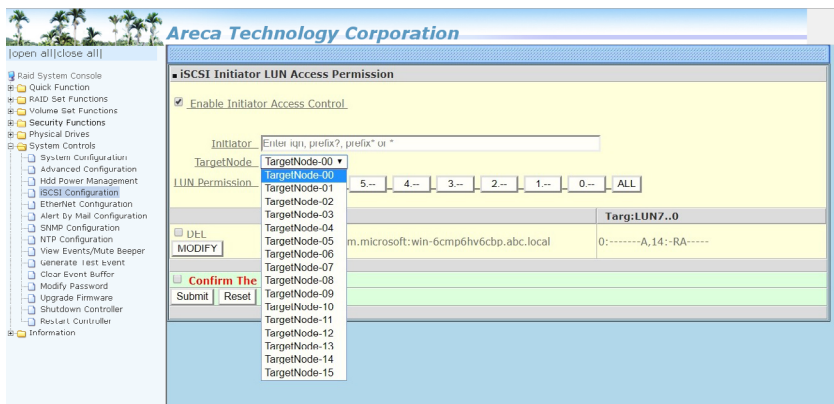 Areca Technology Corporation
|open all|close all|
Raid System Console
Quick Function
RAID Set Functions
Volume Set Functions
Security Functions
Physical Drives
System Controls
System Configuration
Advanced Configuration
Hdd Power Management
iSCSI Configuration
EtherNet Configuration
Alert By Mail Configuration
SNMP Configuration
NTP Configuration
View Events/Mute Beeper
Generate Test Event
Clear Event Buffer
Modify Password
Upgrade Firmware
Shutdown Controller
Restart Controller
Information
iSCSI Initiator LUN Access Permission
Enable Initiator Access Control
Initiator Enter iqn, prefix?, prefix* or *
TargetNode TargetNode-00
LUN Permission 5.-- 4.-- 3.-- 2.-- 1.-- 0.-- ALL
TargetNode-00
TargetNode-01
TargetNode-02
TargetNode-03
TargetNode-04
TargetNode-05
TargetNode-06
TargetNode-07
TargetNode-08
TargetNode-09
TargetNode-10
TargetNode-11
TargetNode-12
TargetNode-13
TargetNode-14
TargetNode-15
Targ:LUN7..0
DEL
MODIFY m.microsoft:win-6cmp6hv6cbp.abc.local 0:-------A,14:-RA-----
Confirm The
Submit Reset